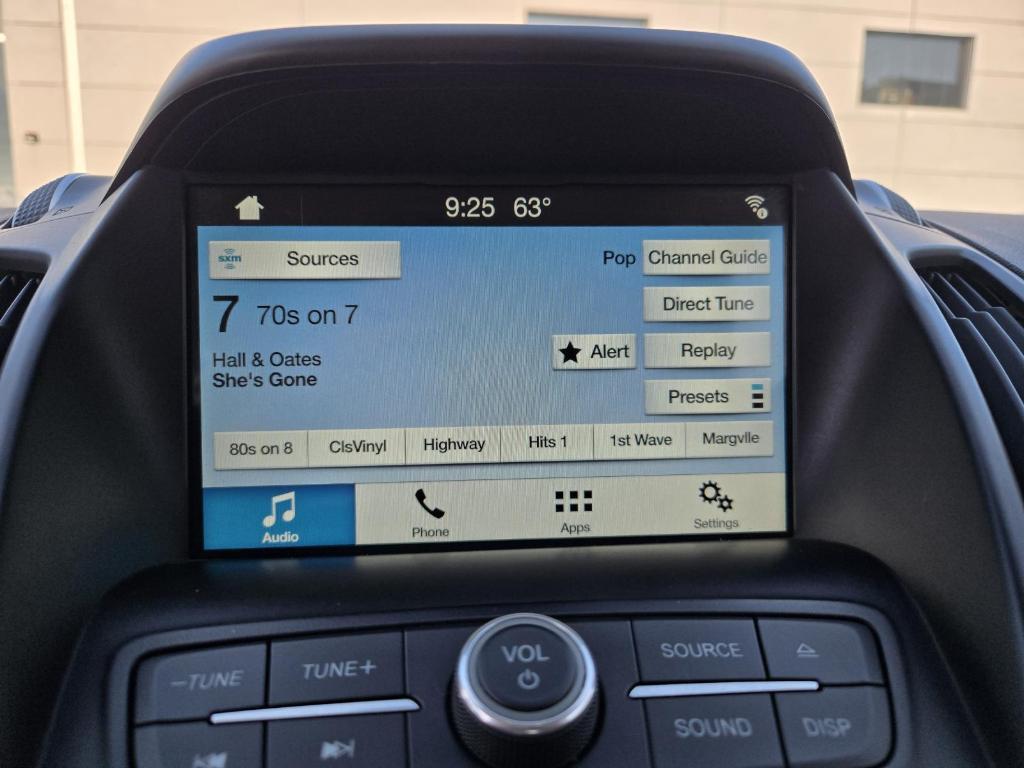 9:25 63°
sxm Sources
Pop Channel Guide
7 70s on 7
Direct Tune
Hall & Oates
She's Gone
Alert Replay
Presets
80s on 8 ClsVinyl Highway Hits 1 1st Wave Margvlle
Audio Phone Apps Settings
-TUNE TUNE+ VOL SOURCE
SOUND DISP